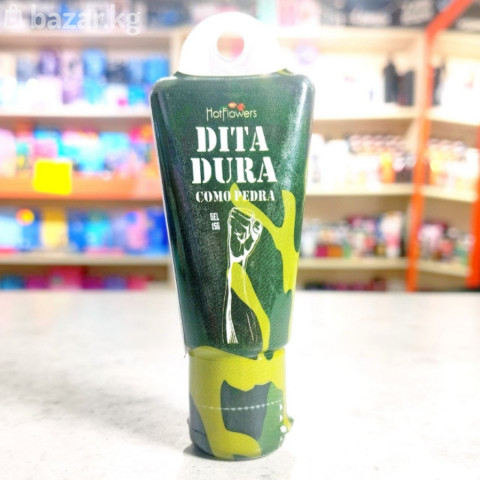 bazar.kg
HotFlowers
DITA
DURA
COMO PEDRA
GEL
15G